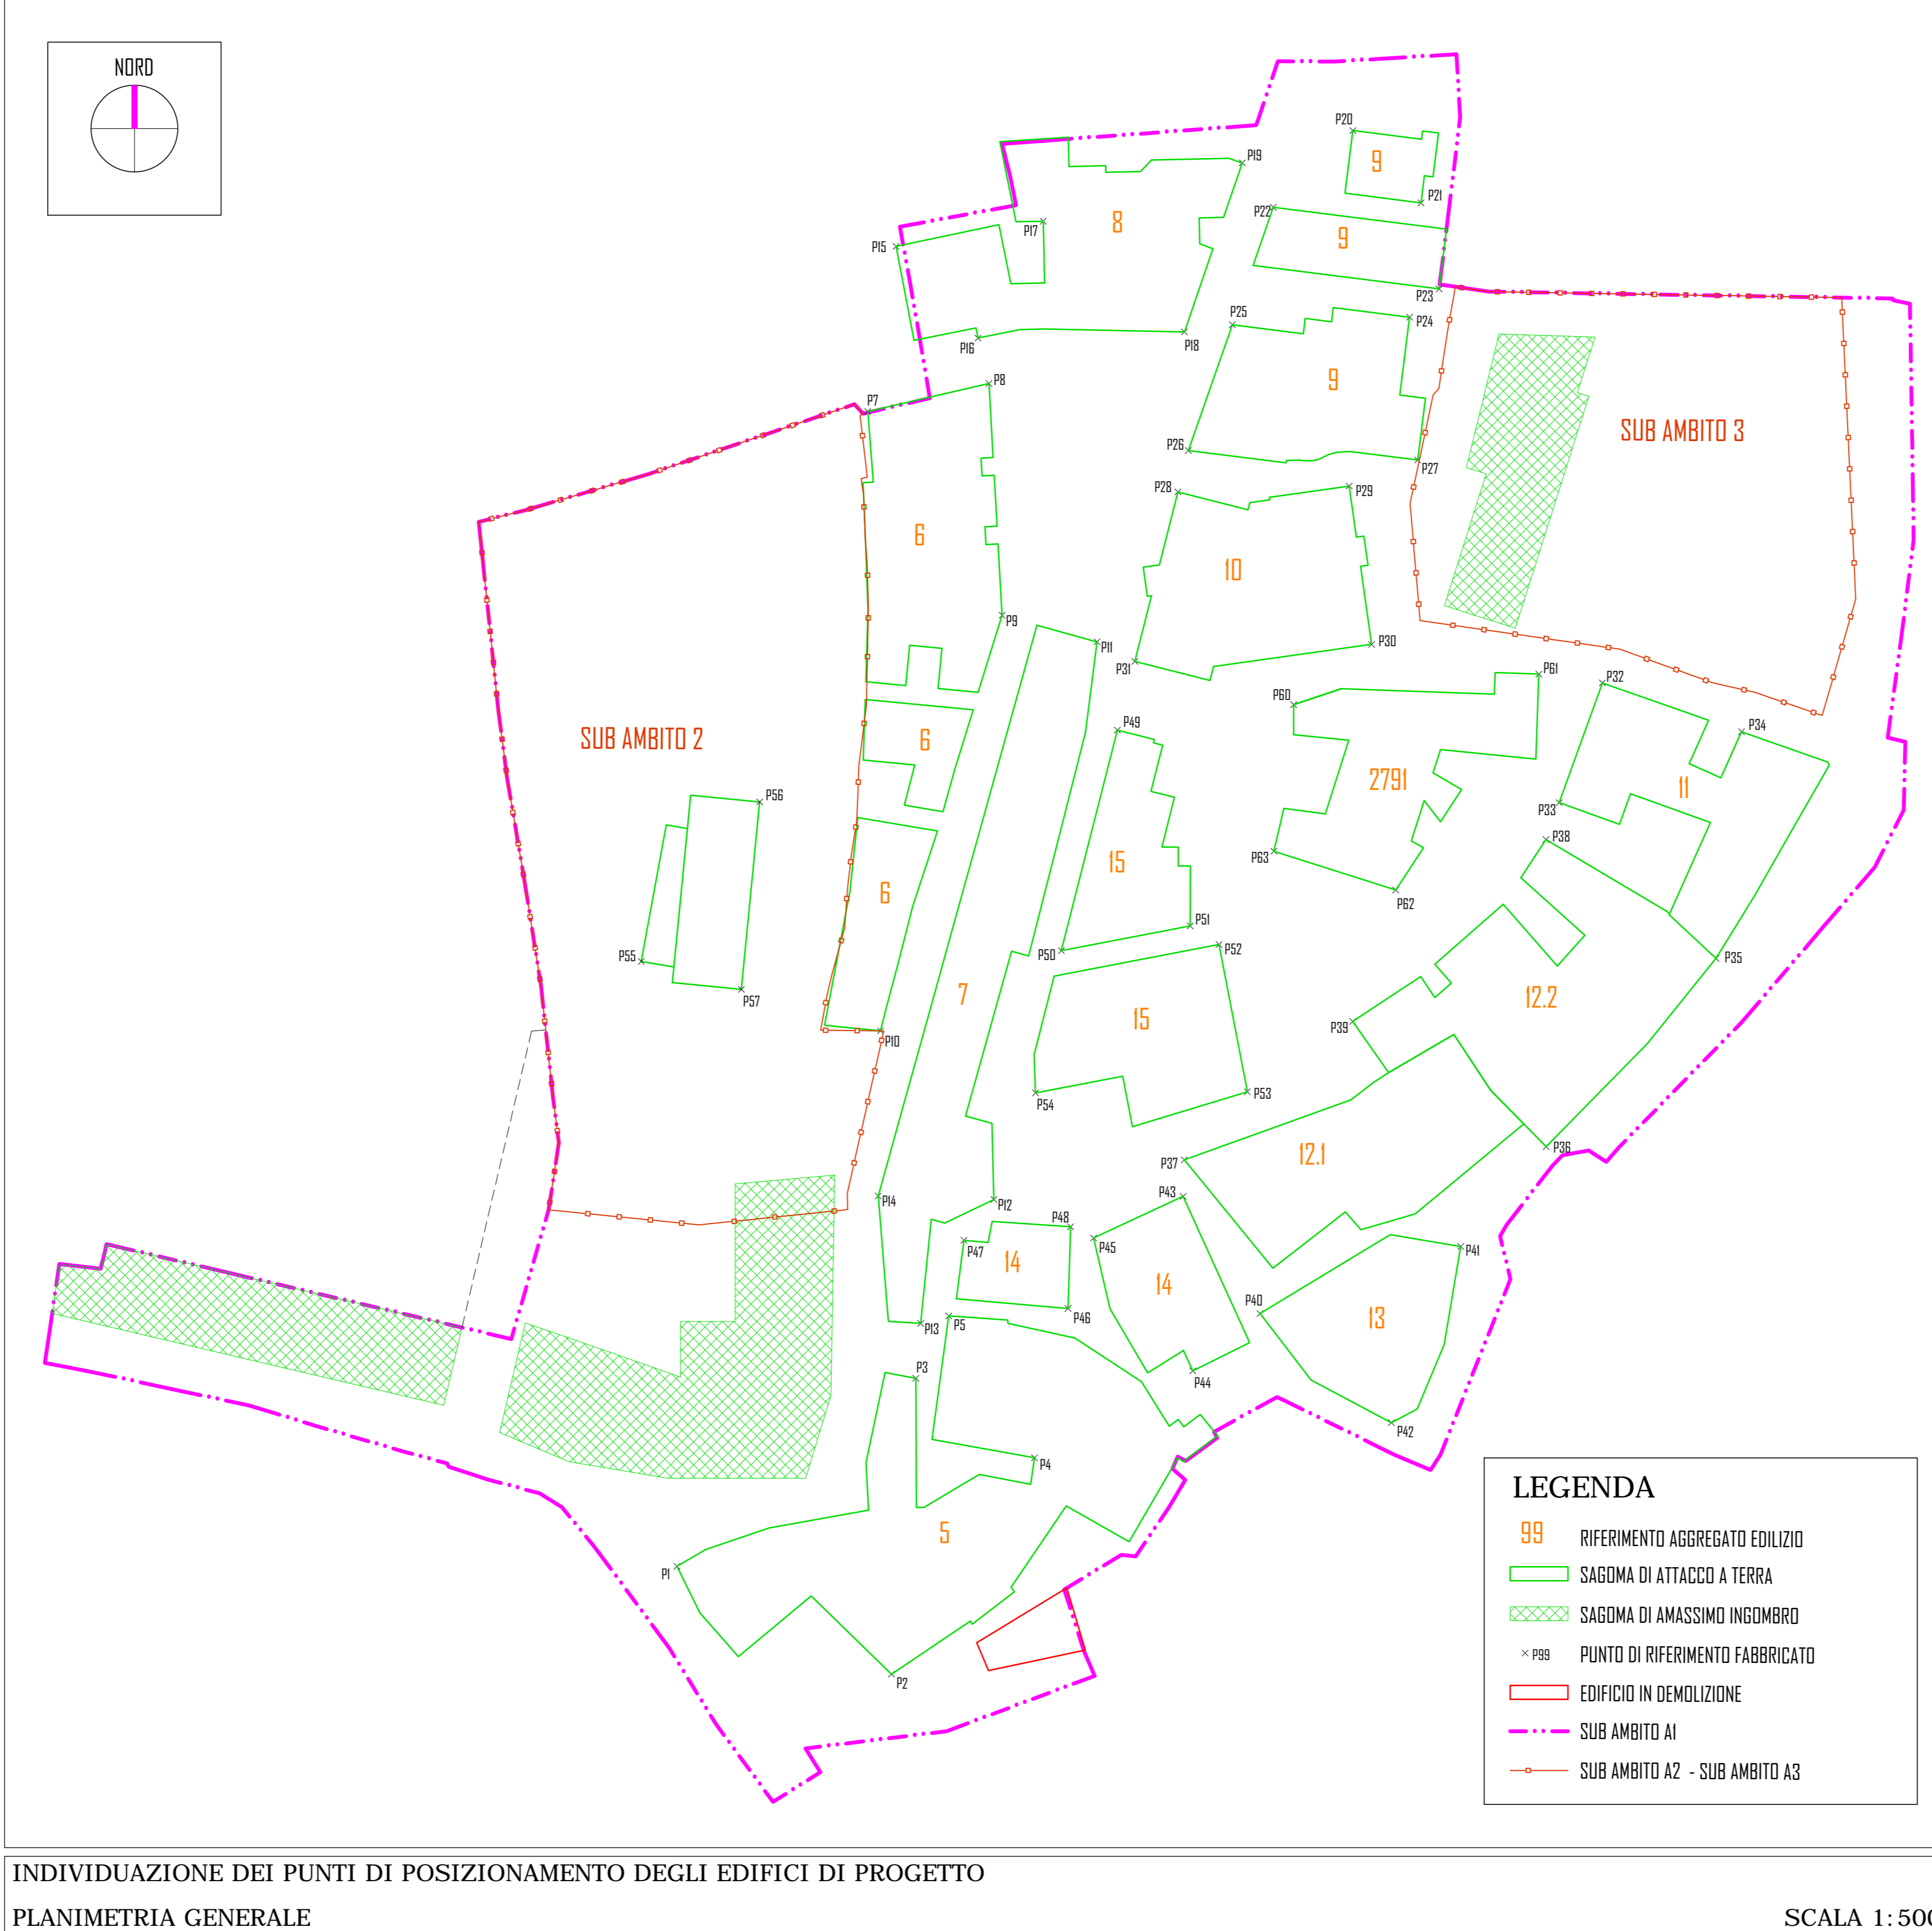 NORD
P20
P19
9
P21
P22
P17
8
9
P15
P23
P25
P24
P16
P18
P8
9
P7
SUB AMBITO 3
P26
P27
P28
P29
6
10
P9
P11
P30
P31
P61
P32
P60
P49
P34
SUB AMBITO 2
6
2791
11
P56
P33
P38
15
P63
6
P62
P51
P50
P52
P55
P35
P57
7
12.2
15
P39
P10
P54
P53
P36
12.1
P37
P43
P14
P12
P48
P45
P47
P41
14
14
P40
P46
13
P13
P5
P3
P44
P42
P4
5
P1
P2
LEGENDA
99 RIFERIMENTO AGGREGATO EDILIZIO
SAGOMA DI ATTACCO A TERRA
SAGOMA DI AMASSIMO INGOMBRO
× P99 PUNTO DI RIFERIMENTO FABBRICATO
EDIFICIO IN DEMOLIZIONE
SUB AMBITO A1
SUB AMBITO A2 - SUB AMBITO A3
INDIVIDUAZIONE DEI PUNTI DI POSIZIONAMENTO DEGLI EDIFICI DI PROGETTO
PLANIMETRIA GENERALE
SCALA 1:500